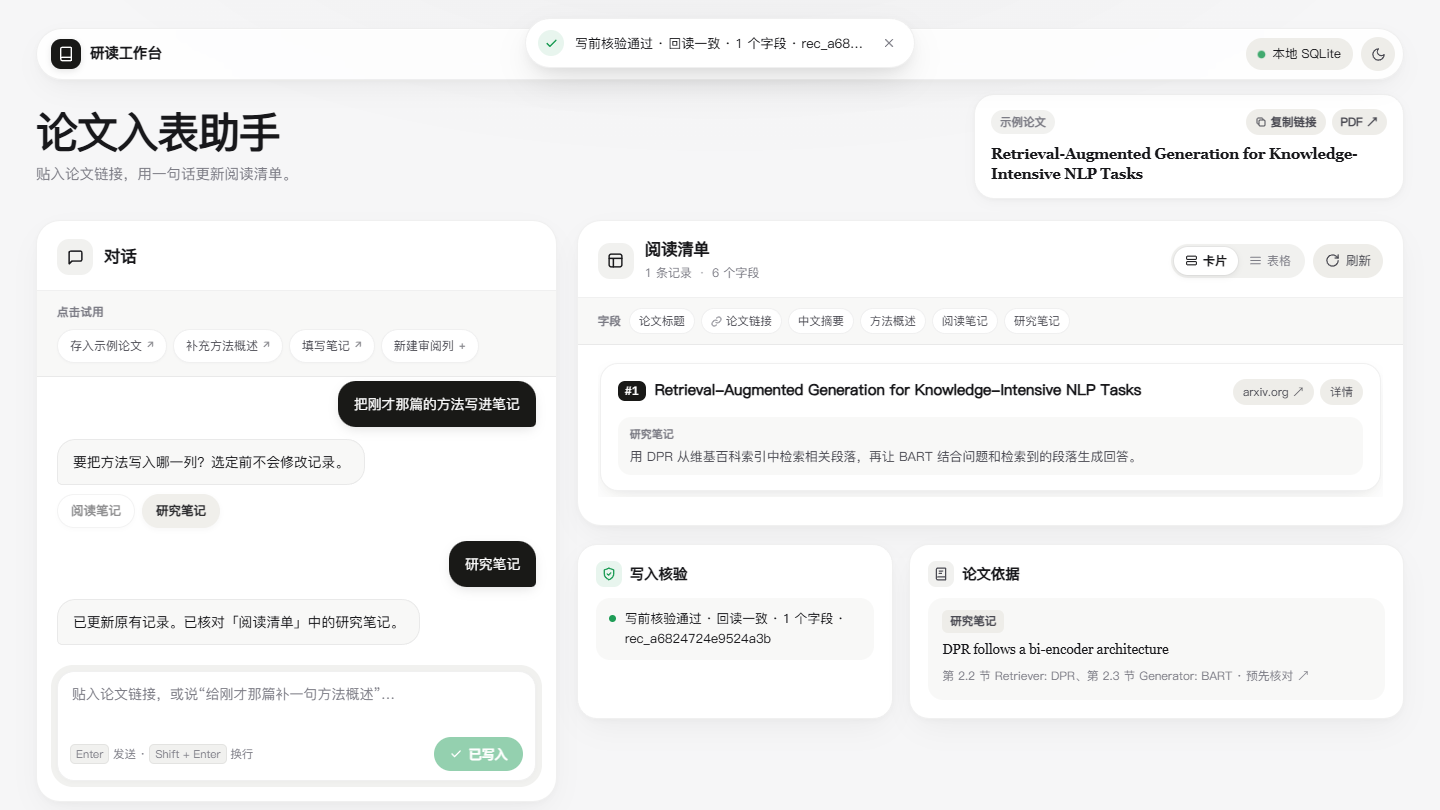 研读工作台
写前核验通过 · 回读一致 · 1 个字段 · rec_a68…
本地 SQLite
论文入表助手
贴入论文链接，用一句话更新阅读清单。
示例论文
复制链接
PDF ↗
Retrieval-Augmented Generation for Knowledge-
Intensive NLP Tasks
对话
点击试用
存入示例论文 ↗
补充方法概述 ↗
填写笔记 ↗
新建审阅列 +
把刚才那篇的方法写进笔记
要把方法写入哪一列？选定前不会修改记录。
阅读笔记
研究笔记
研究笔记
已更新原有记录。已核对「阅读清单」中的研究笔记。
贴入论文链接，或说“给刚才那篇补一句方法概述”…
Enter 发送 · Shift + Enter 换行
已写入
阅读清单
1 条记录 · 6 个字段
卡片
表格
刷新
字段
论文标题
论文链接
中文摘要
方法概述
阅读笔记
研究笔记
#1 Retrieval-Augmented Generation for Knowledge-Intensive NLP Tasks
arxiv.org ↗
详情
研究笔记
用 DPR 从维基百科索引中检索相关段落，再让 BART 结合问题和检索到的段落生成回答。
写入核验
写前核验通过 · 回读一致 · 1 个字段 ·
rec_a6824724e9524a3b
论文依据
研究笔记
DPR follows a bi-encoder architecture
第 2.2 节 Retriever: DPR、第 2.3 节 Generator: BART · 预先核对 ↗